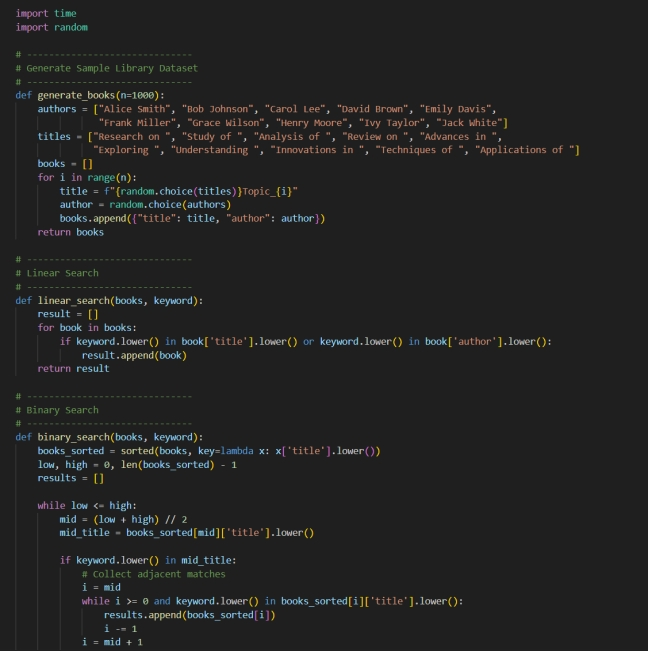 import time
import random
# ------------------------------
# Generate Sample Library Dataset
# ------------------------------
def generate_books(n=1000):
    authors = ["Alice Smith", "Bob Johnson", "Carol Lee", "David Brown", "Emily Davis",
               "Frank Miller", "Grace Wilson", "Henry Moore", "Ivy Taylor", "Jack White"]
    titles = ["Research on ", "Study of ", "Analysis of ", "Review on ", "Advances in ",
              "Exploring ", "Understanding ", "Innovations in ", "Techniques of ", "Applications of "]
    books = []
    for i in range(n):
        title = f"{random.choice(titles)}Topic_{i}"
        author = random.choice(authors)
        books.append({"title": title, "author": author})
    return books
# ------------------------------
# Linear Search
# ------------------------------
def linear_search(books, keyword):
    result = []
    for book in books:
        if keyword.lower() in book['title'].lower() or keyword.lower() in book['author'].lower():
            result.append(book)
    return result
# ------------------------------
# Binary Search
# ------------------------------
def binary_search(books, keyword):
    books_sorted = sorted(books, key=lambda x: x['title'].lower())
    low, high = 0, len(books_sorted) - 1
    results = []
    while low <= high:
        mid = (low + high) // 2
        mid_title = books_sorted[mid]['title'].lower()
        if keyword.lower() in mid_title:
            # Collect adjacent matches
            i = mid
            while i >= 0 and keyword.lower() in books_sorted[i]['title'].lower():
                results.append(books_sorted[i])
                i -= 1
            i = mid + 1